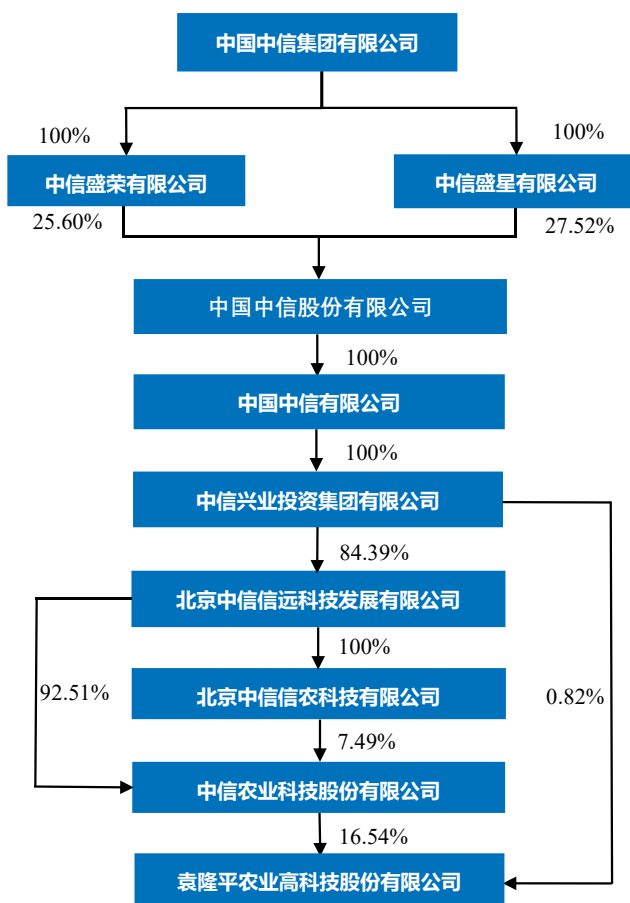 中国中信集团有限公司
100%
100%
中信盛荣有限公司
中信盛星有限公司
25.60%
27.52%
中国中信股份有限公司
100%
中国中信有限公司
100%
中信兴业投资集团有限公司
84.39%
北京中信信远科技发展有限公司
100%
92.51%
北京中信信农科技有限公司
0.82%
7.49%
中信农业科技股份有限公司
16.54%
袁隆平农业高科技股份有限公司